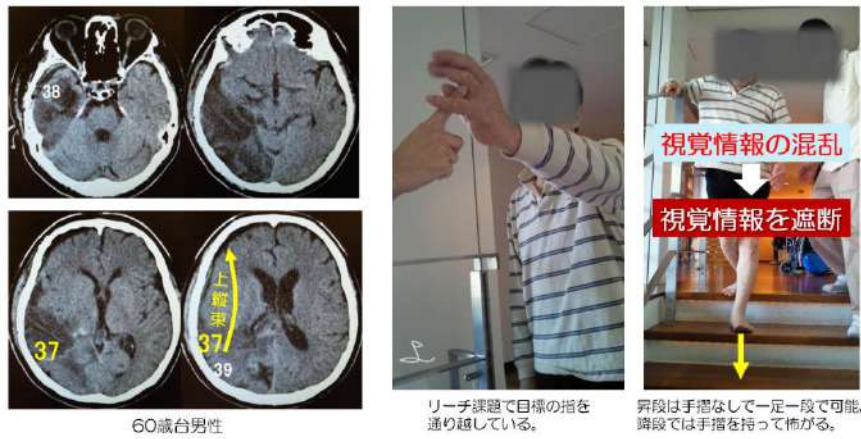 38
37
上縦束
37
39
60歳台男性
リーチ課題で目標の指を
通り越している。
視覚情報の混乱
視覚情報を遮断
昇段は手摺なしで一足一段で可能。
降段では手摺を持って怖がる。